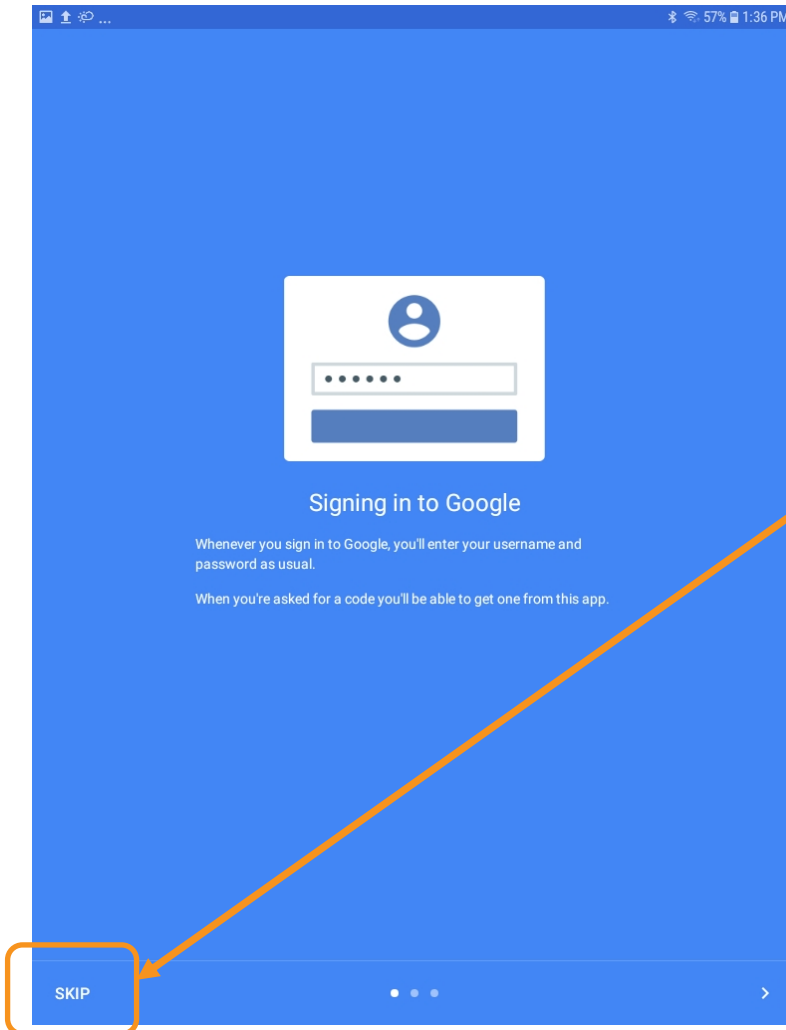 ... 57% 1:36 PM
Signing in to Google
Whenever you sign in to Google, you'll enter your username and
password as usual.
When you're asked for a code you'll be able to get one from this app.
SKIP